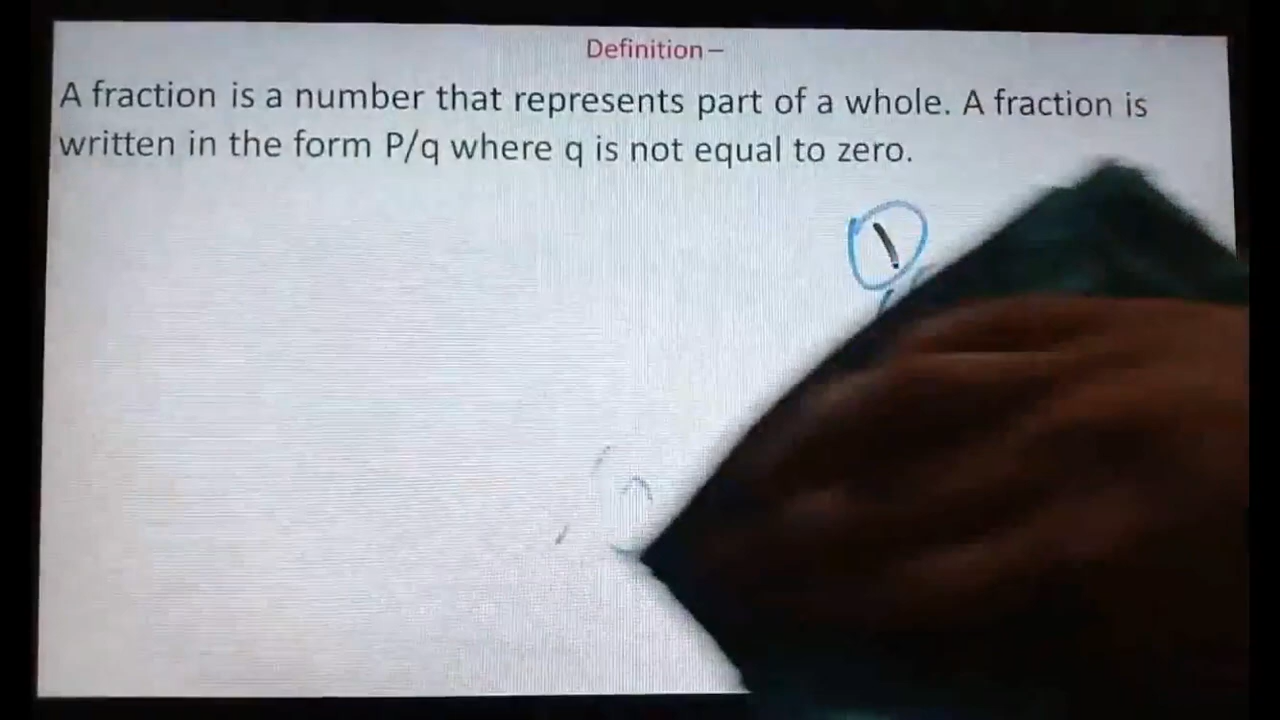 Definition –
A fraction is a number that represents part of a whole. A fraction is
written in the form P/q where q is not equal to zero.
1